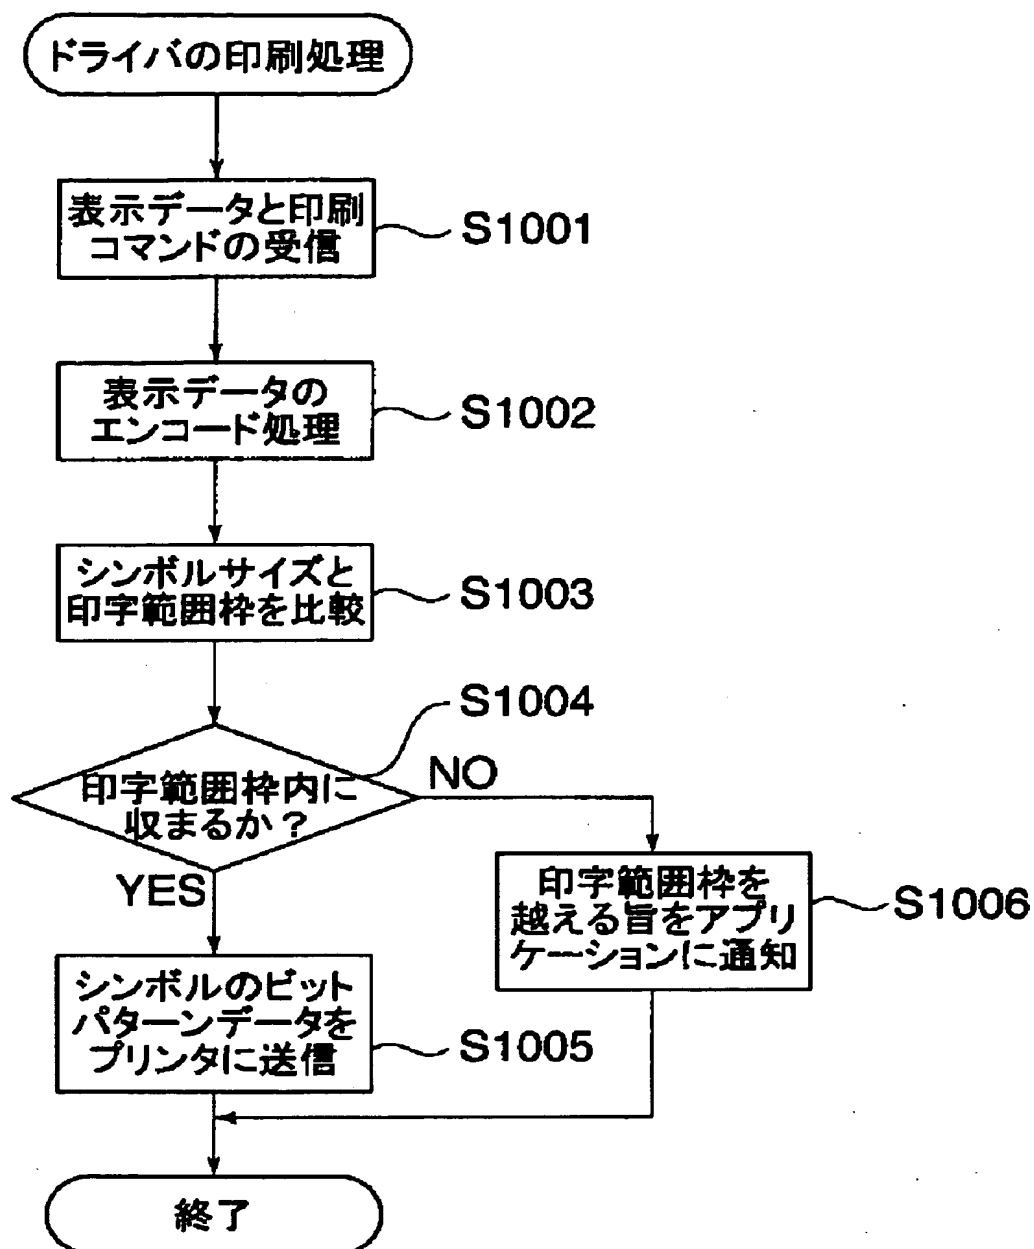 ドライバの印刷処理
表示データと印刷
コマンドの受信
S1001
表示データの
エンコード処理
S1002
シンボルサイズと
印字範囲枠を比較
S1003
S1004
印字範囲枠内に
収まるか？
NO
YES
印字範囲枠を
越える旨をアプリ
ケーションに通知
S1006
シンボルのビット
パターンデータを
プリンタに送信
S1005
終了